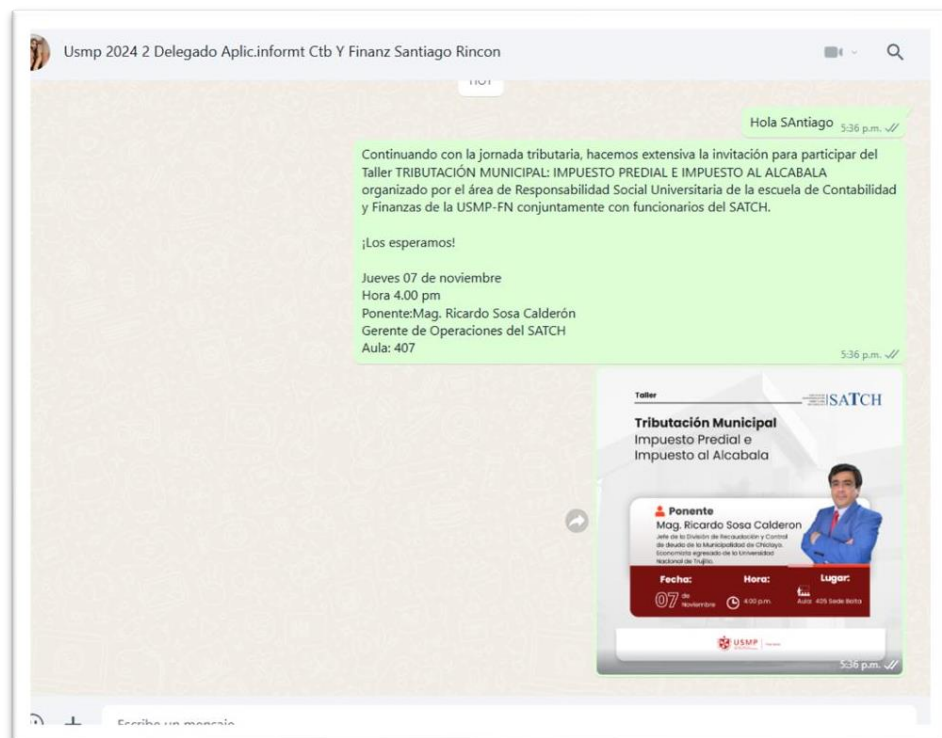 Usmp 2024 2 Delegado Aplic.informt Ctb Y Finanz Santiago Rincon
HOY
Hola SAntiago 5:36 p.m.
Continuando con la jornada tributaria, hacemos extensiva la invitación para participar del
Taller TRIBUTACIÓN MUNICIPAL: IMPUESTO PREDIAL E IMPUESTO AL ALCABALA
organizado por el área de Responsabilidad Social Universitaria de la escuela de Contabilidad
y Finanzas de la USMP-FN conjuntamente con funcionarios del SATCH.
¡Los esperamos!
Jueves 07 de noviembre
Hora 4.00 pm
Ponente:Mag. Ricardo Sosa Calderón
Gerente de Operaciones del SATCH
Aula: 407
5:36 p.m.
Taller
SATCH
Tributación Municipal
Impuesto Predial e
Impuesto al Alcabala
Ponente
Mag. Ricardo Sosa Calderon
Jefe de la División de Recaudación y Control
de deuda de la Municipalidad de Chiclayo.
Economista egresado de la Universidad
Nacional de Trujillo.
Fecha: Hora: Lugar:
07 de Noviembre 4:00 p.m. Aula 405 Sede Balta
USMP
5:36 p.m.
Escribe un mensaje